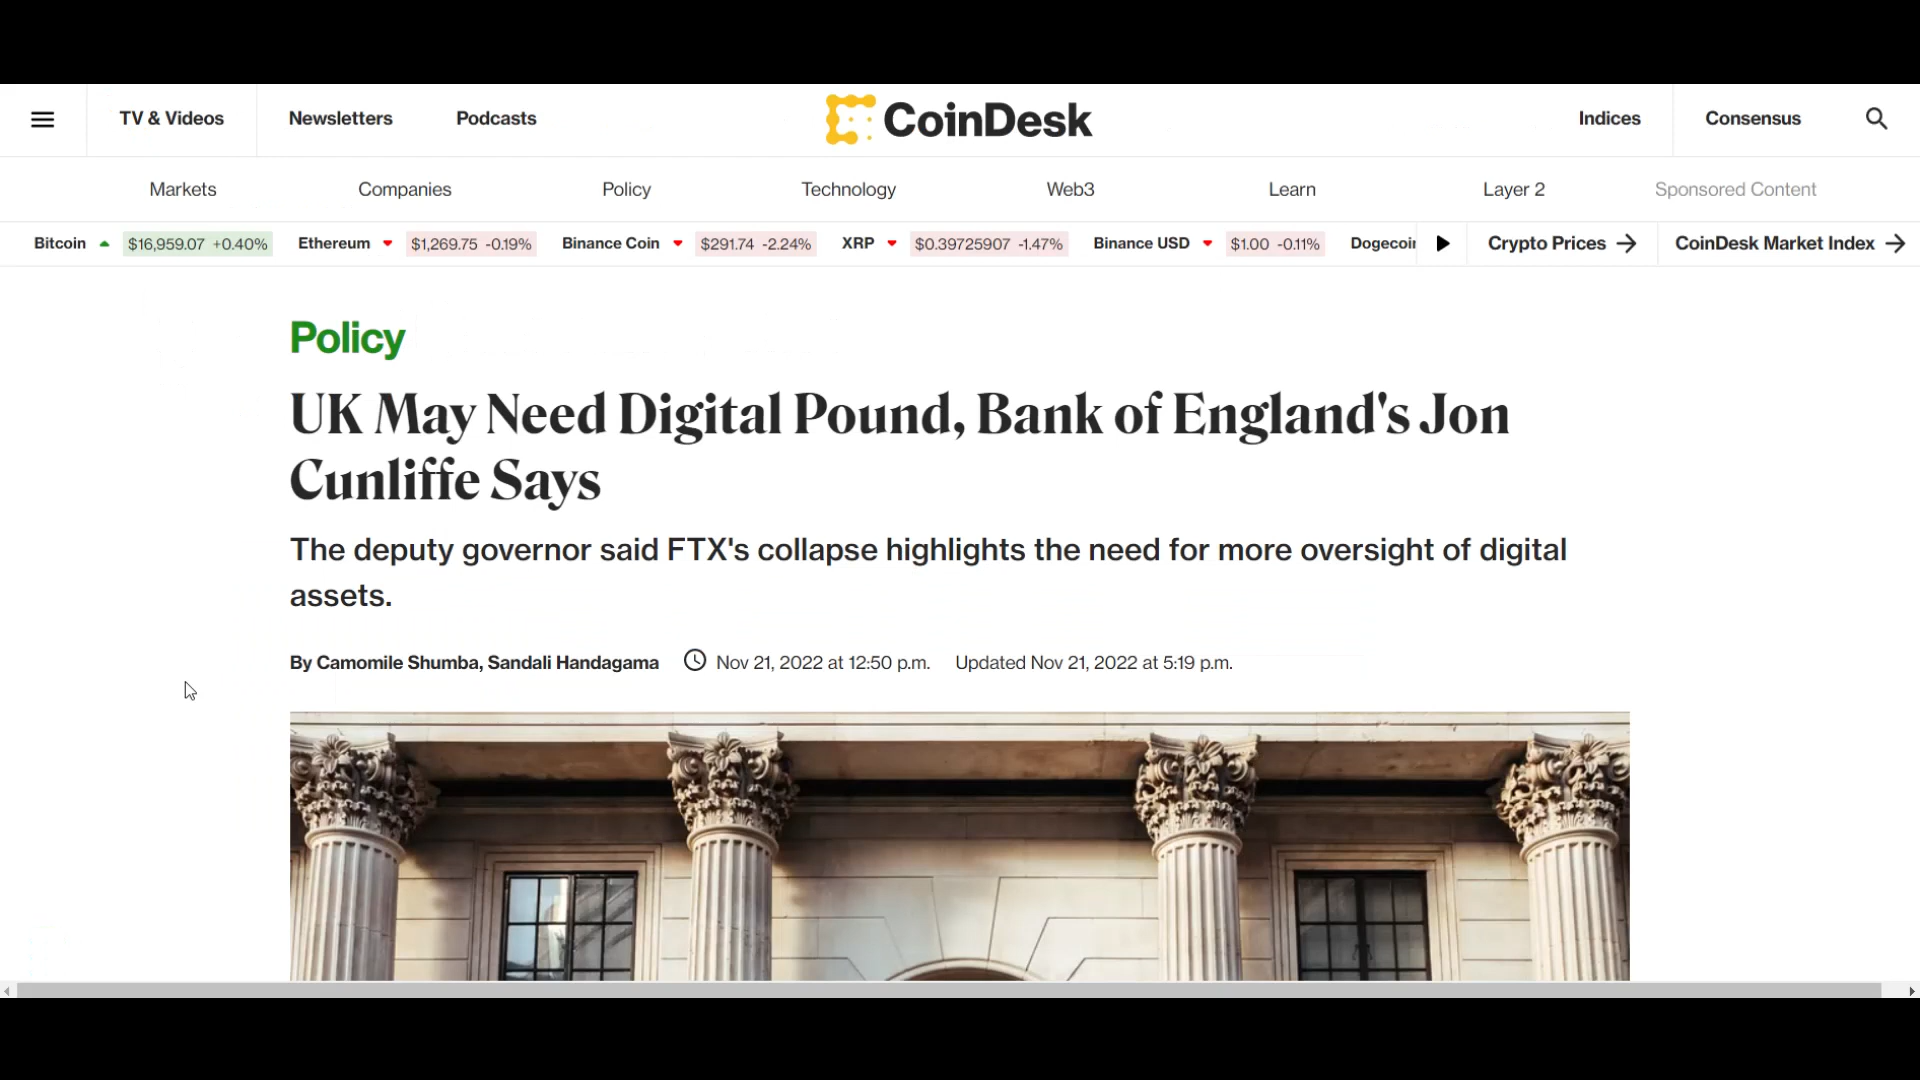 TV & Videos Newsletters Podcasts CoinDesk Indices Consensus
Markets Companies Policy Technology Web3 Learn Layer 2 Sponsored Content
Bitcoin $16,959.07 +0.40% Ethereum $1,269.75 -0.19% Binance Coin $291.74 -2.24% XRP $0.39725907 -1.47% Binance USD $1.00 -0.11% Dogecoin Crypto Prices CoinDesk Market Index
Policy
UK May Need Digital Pound, Bank of England's Jon
Cunliffe Says
The deputy governor said FTX's collapse highlights the need for more oversight of digital
assets.
By Camomile Shumba, Sandali Handagama Nov 21, 2022 at 12:50 p.m. Updated Nov 21, 2022 at 5:19 p.m.